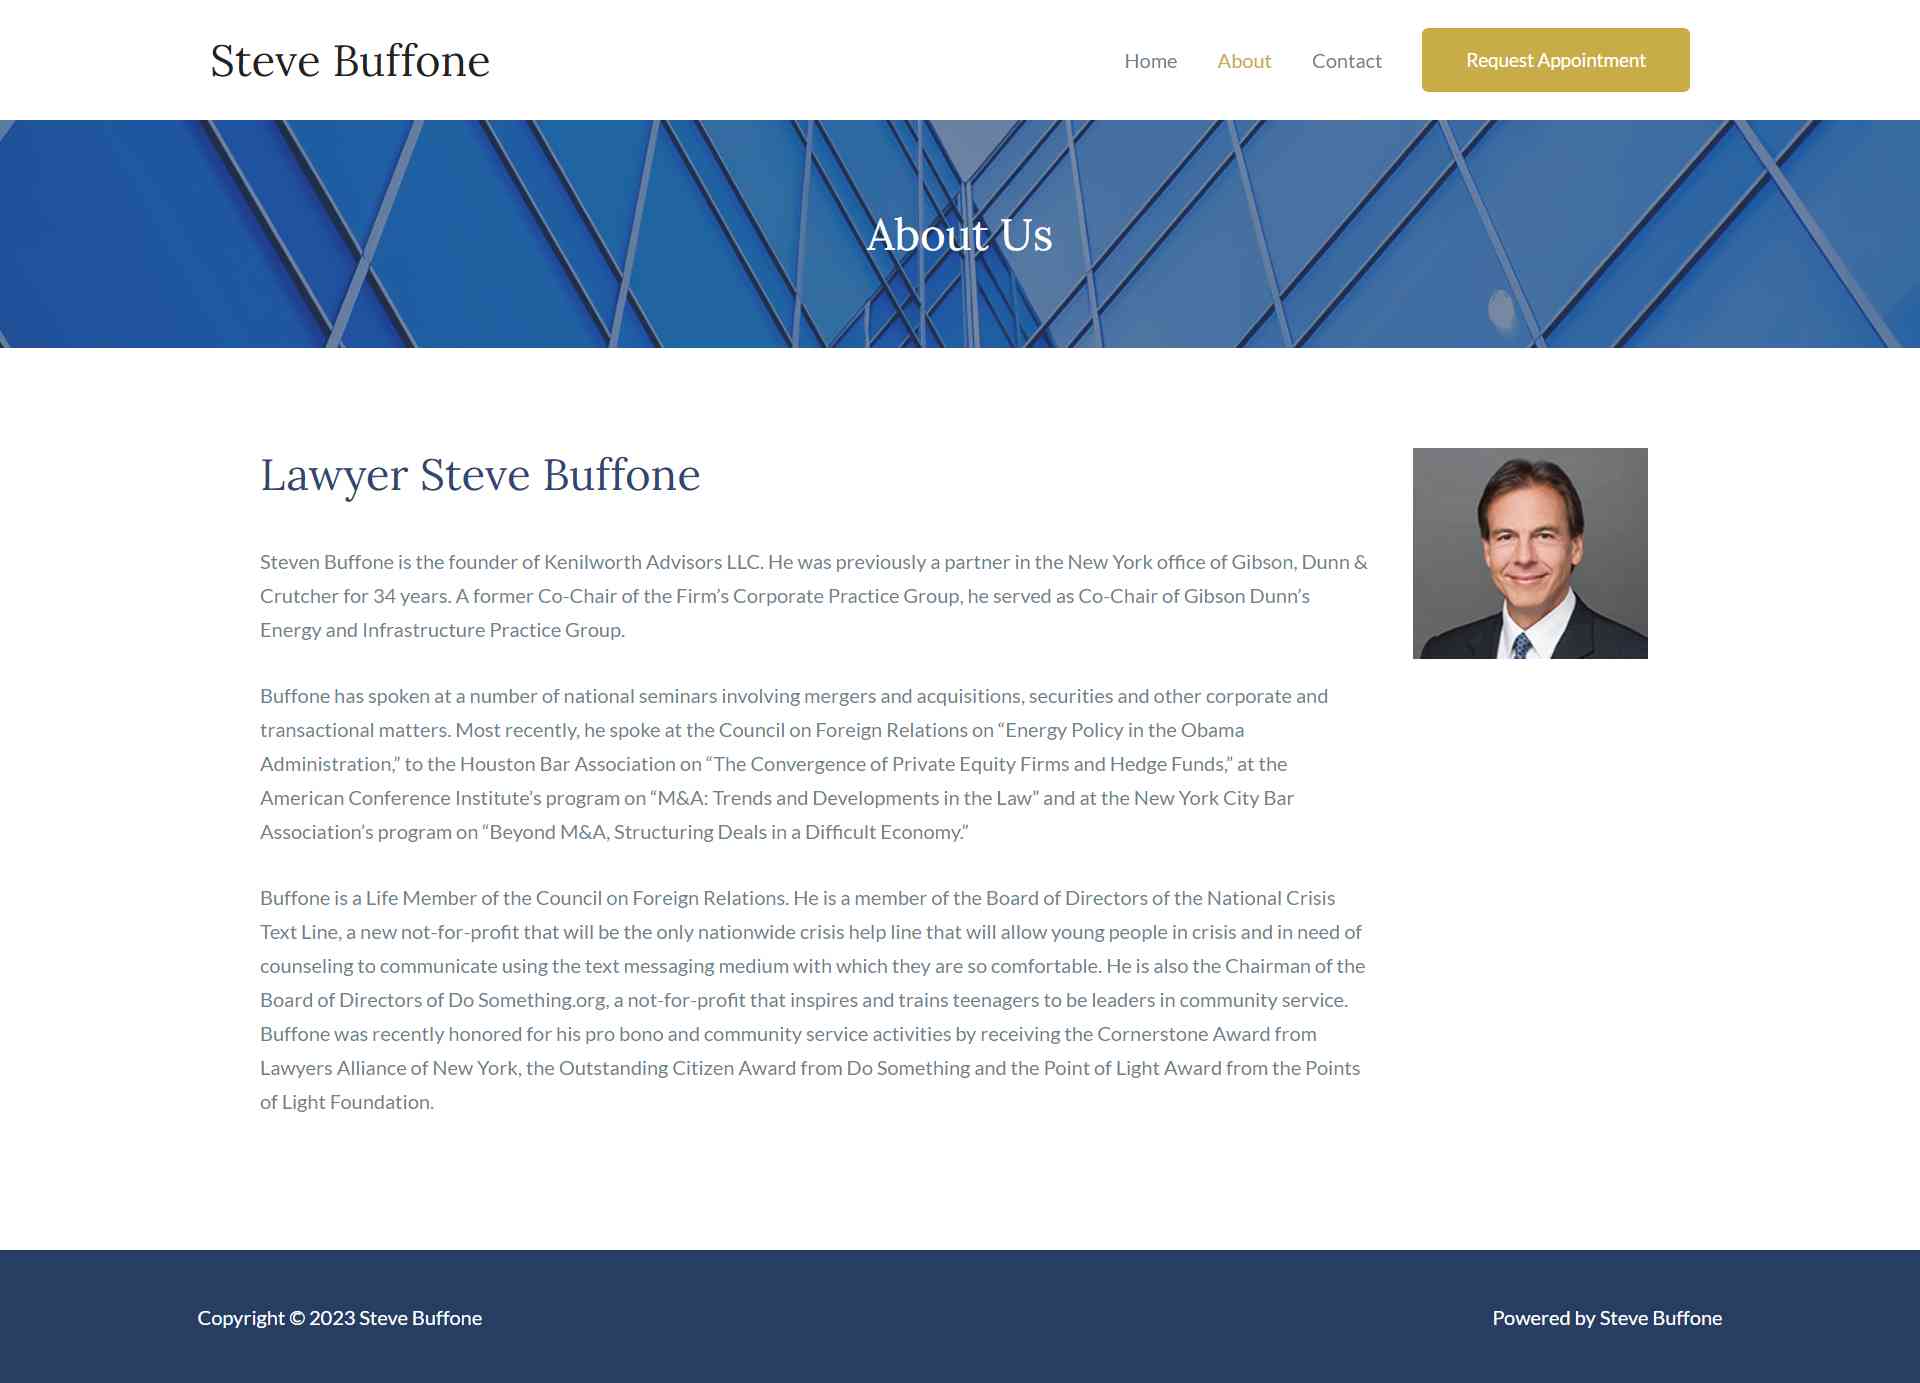 Steve Buffone
Home
About
Contact
Request Appointment
About Us
Lawyer Steve Buffone
Steven Buffone is the founder of Kenilworth Advisors LLC. He was previously a partner in the New York office of Gibson, Dunn &
Crutcher for 34 years. A former Co-Chair of the Firm’s Corporate Practice Group, he served as Co-Chair of Gibson Dunn’s
Energy and Infrastructure Practice Group.
Buffone has spoken at a number of national seminars involving mergers and acquisitions, securities and other corporate and
transactional matters. Most recently, he spoke at the Council on Foreign Relations on “Energy Policy in the Obama
Administration,” to the Houston Bar Association on “The Convergence of Private Equity Firms and Hedge Funds,” at the
American Conference Institute’s program on “M&A: Trends and Developments in the Law” and at the New York City Bar
Association’s program on “Beyond M&A, Structuring Deals in a Difficult Economy.”
Buffone is a Life Member of the Council on Foreign Relations. He is a member of the Board of Directors of the National Crisis
Text Line, a new not-for-profit that will be the only nationwide crisis help line that will allow young people in crisis and in need of
counseling to communicate using the text messaging medium with which they are so comfortable. He is also the Chairman of the
Board of Directors of Do Something.org, a not-for-profit that inspires and trains teenagers to be leaders in community service.
Buffone was recently honored for his pro bono and community service activities by receiving the Cornerstone Award from
Lawyers Alliance of New York, the Outstanding Citizen Award from Do Something and the Point of Light Award from the Points
of Light Foundation.
Copyright © 2023 Steve Buffone
Powered by Steve Buffone